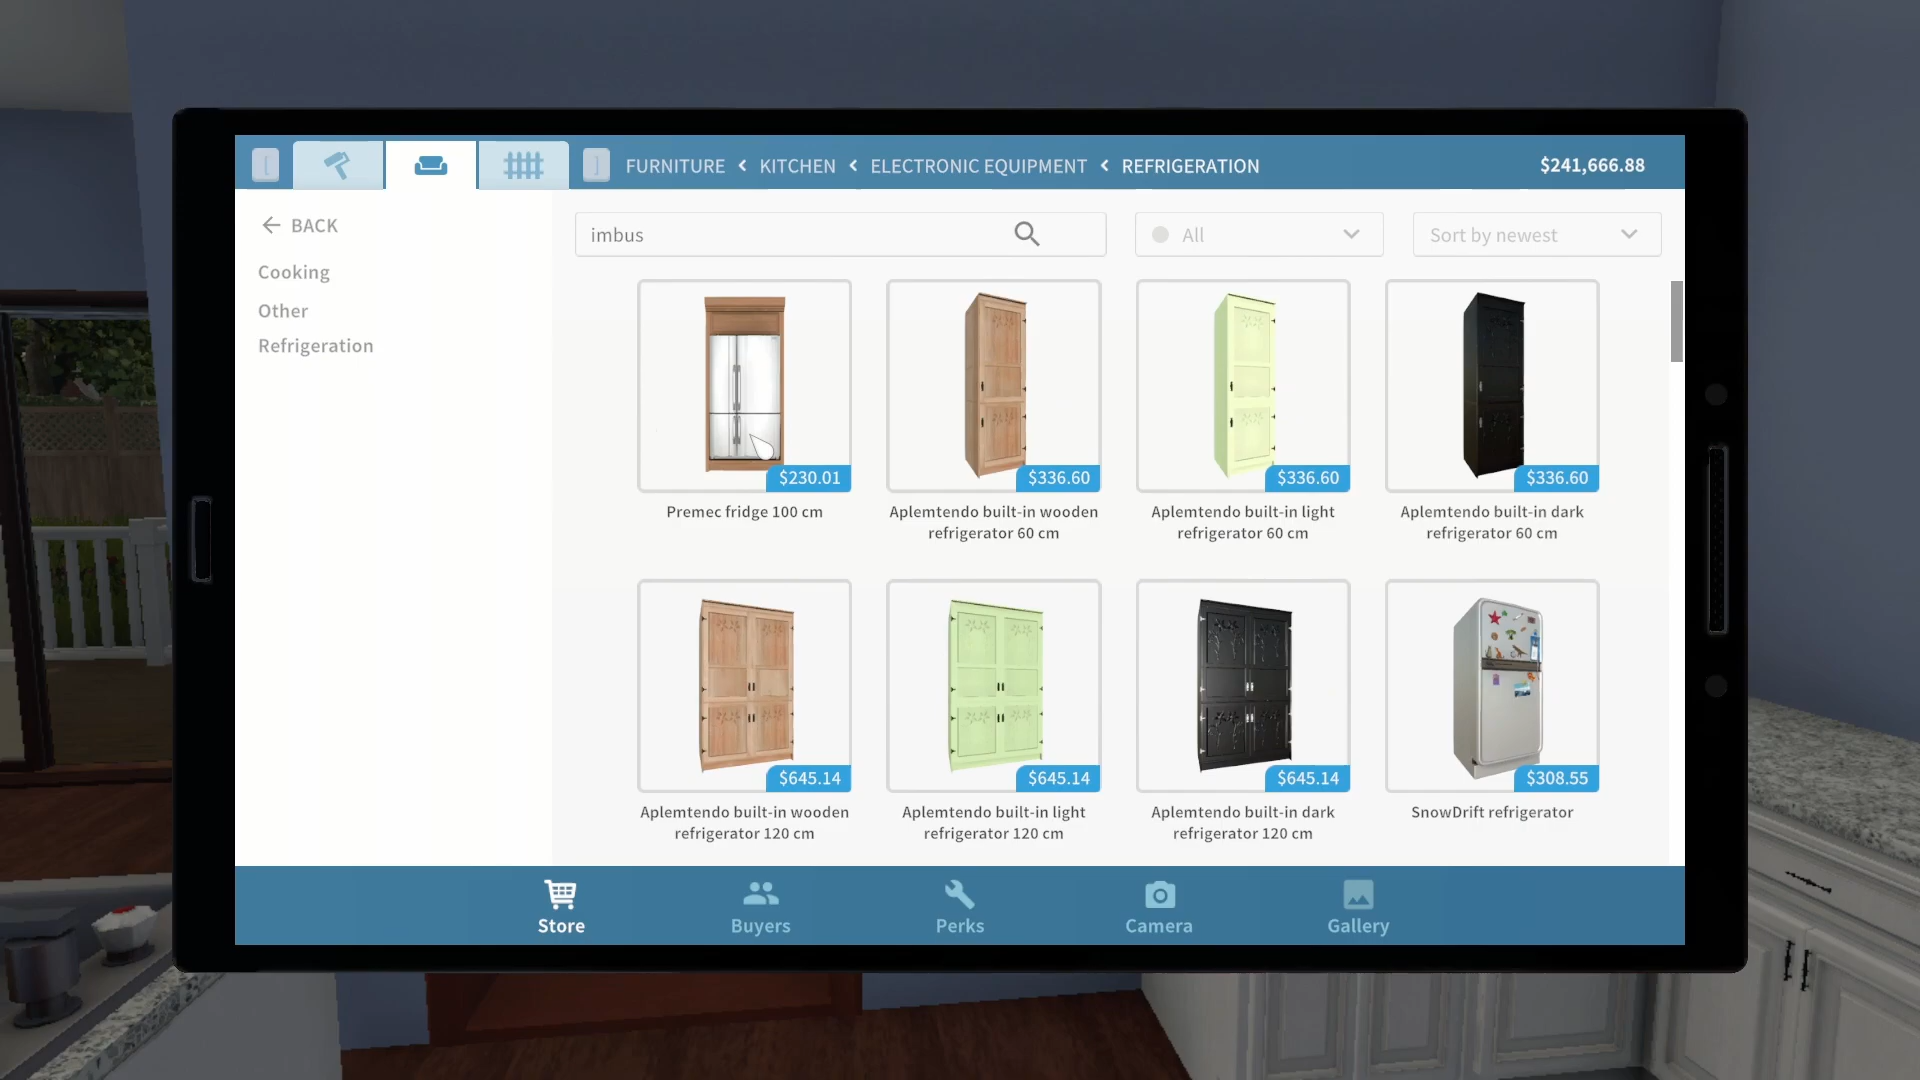 [
]
FURNITURE < KITCHEN < ELECTRONIC EQUIPMENT < REFRIGERATION
$241,666.88
BACK
Cooking
Other
Refrigeration
imbus
All
Sort by newest
$230.01
Premec fridge 100 cm
$336.60
Aplemtendo built-in wooden
refrigerator 60 cm
$336.60
Aplemtendo built-in light
refrigerator 60 cm
$336.60
Aplemtendo built-in dark
refrigerator 60 cm
$645.14
Aplemtendo built-in wooden
refrigerator 120 cm
$645.14
Aplemtendo built-in light
refrigerator 120 cm
$645.14
Aplemtendo built-in dark
refrigerator 120 cm
$308.55
SnowDrift refrigerator
Store
Buyers
Perks
Camera
Gallery